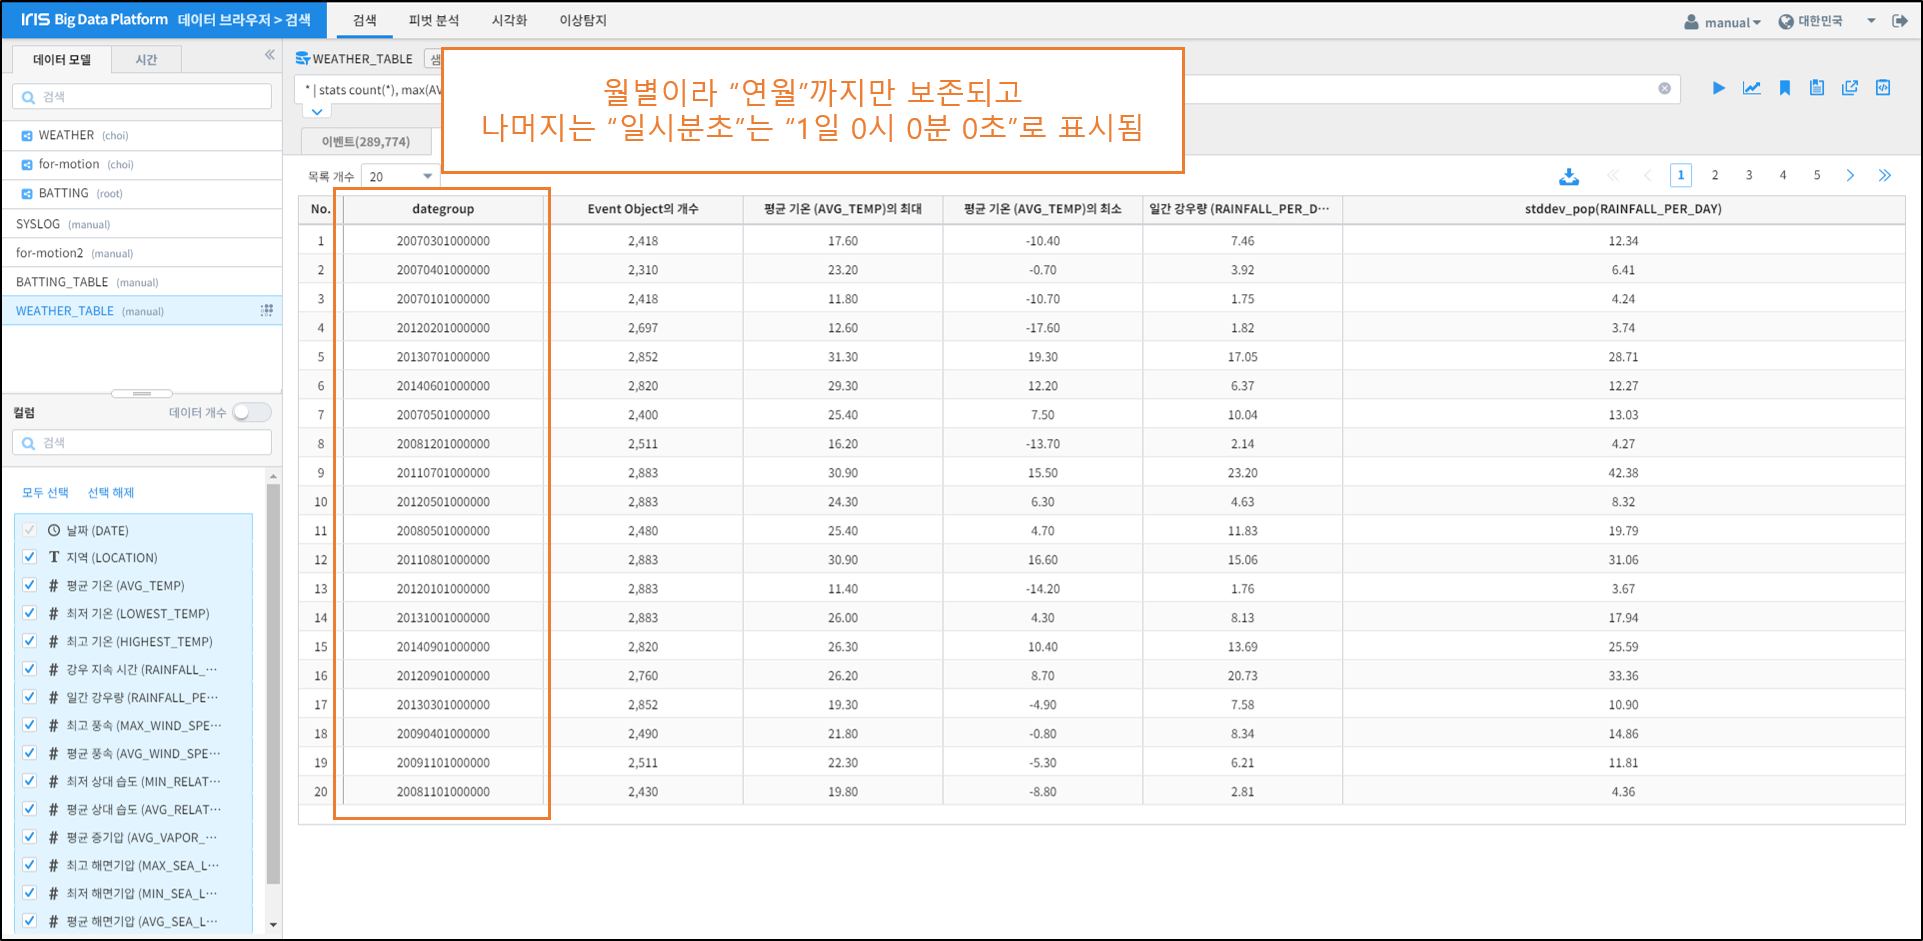 IRIS Big Data Platform 데이터 브라우저 > 검색
검색 피벗 분석 시각화 이상탐지
manual 대한민국
데이터 모델 시간
검색
WEATHER (choi)
for-motion (choi)
BATTING (root)
SYSLOG (manual)
for-motion2 (manual)
BATTING_TABLE (manual)
WEATHER_TABLE (manual)
컬럼 데이터 개수
검색
모두 선택 선택 해제
날짜 (DATE)
T 지역 (LOCATION)
# 평균 기온 (AVG_TEMP)
# 최저 기온 (LOWEST_TEMP)
# 최고 기온 (HIGHEST_TEMP)
# 강우 지속 시간 (RAINFALL_···
# 일간 강우량 (RAINFALL_PE···
# 최고 풍속 (MAX_WIND_SPE···
# 평균 풍속 (AVG_WIND_SPE···
# 최저 상대 습도 (MIN_RELAT···
# 평균 상대 습도 (AVG_RELAT···
# 평균 증기압 (AVG_VAPOR_···
# 최고 해면기압 (MAX_SEA_L···
# 최저 해면기압 (MIN_SEA_L···
# 평균 해면기압 (AVG_SEA_L···
WEATHER_TABLE 샘
* | stats count(*), max(AV
월별이라 “연월”까지만 보존되고
나머지는 “일시분초”는 “1일 0시 0분 0초”로 표시됨
이벤트(289,774)
목록 개수 20
1 2 3 4 5
No. dategroup Event Object의 개수 평균 기온 (AVG_TEMP)의 최대 평균 기온 (AVG_TEMP)의 최소 일간 강우량 (RAINFALL_PER_D··· stddev_pop(RAINFALL_PER_DAY)
1 20070301000000 2,418 17.60 -10.40 7.46 12.34
2 20070401000000 2,310 23.20 -0.70 3.92 6.41
3 20070101000000 2,418 11.80 -10.70 1.75 4.24
4 20120201000000 2,697 12.60 -17.60 1.82 3.74
5 20130701000000 2,852 31.30 19.30 17.05 28.71
6 20140601000000 2,820 29.30 12.20 6.37 12.27
7 20070501000000 2,400 25.40 7.50 10.04 13.03
8 20081201000000 2,511 16.20 -13.70 2.14 4.27
9 20110701000000 2,883 30.90 15.50 23.20 42.38
10 20120501000000 2,883 24.30 6.30 4.63 8.32
11 20080501000000 2,480 25.40 4.70 11.83 19.79
12 20110801000000 2,883 30.90 16.60 15.06 31.06
13 20120101000000 2,883 11.40 -14.20 1.76 3.67
14 20131001000000 2,883 26.00 4.30 8.13 17.94
15 20140901000000 2,820 26.30 10.40 13.69 25.59
16 20120901000000 2,760 26.20 8.70 20.73 33.36
17 20130301000000 2,852 19.30 -4.90 7.58 10.90
18 20090401000000 2,490 21.80 -0.80 8.34 14.86
19 20091101000000 2,511 22.30 -5.30 6.21 11.81
20 20081101000000 2,430 19.80 -8.80 2.81 4.36